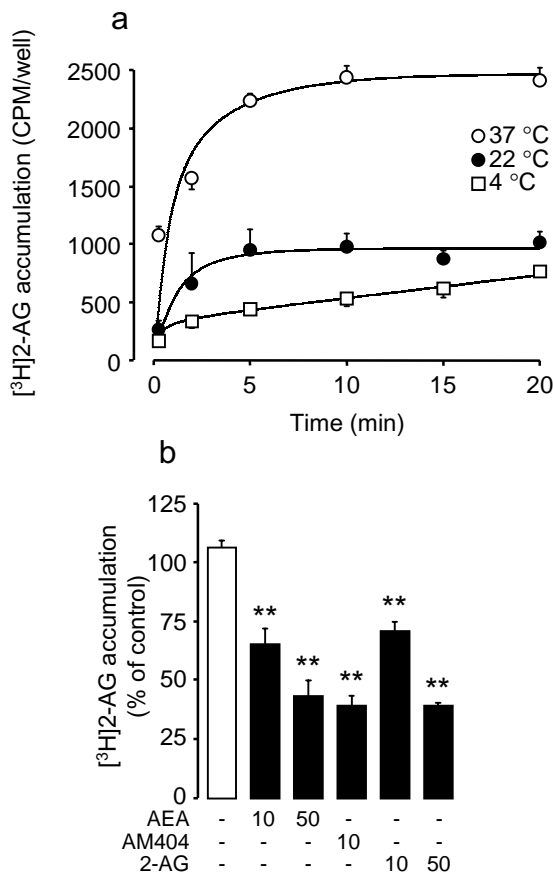 a
[³H]2-AG accumulation (CPM/well)
2500
2000
1500
1000
500
0
37 °C
22 °C
4 °C
0 5 10 15 20
Time (min)
b
[³H]2-AG accumulation
(% of control)
125
100
75
50
25
0
** ** ** ** **
AEA - 10 50 - - -
AM404 - - - 10 - -
2-AG - - - - 10 50